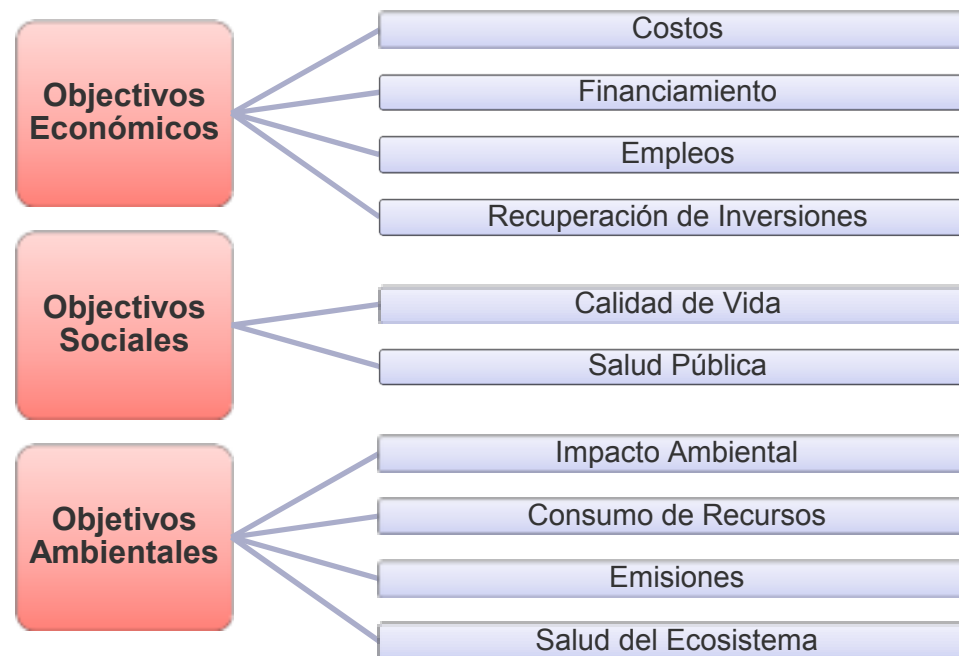 Objectivos
Económicos
Costos
Financiamiento
Empleos
Recuperación de Inversiones
Objectivos
Sociales
Calidad de Vida
Salud Pública
Objetivos
Ambientales
Impacto Ambiental
Consumo de Recursos
Emisiones
Salud del Ecosistema